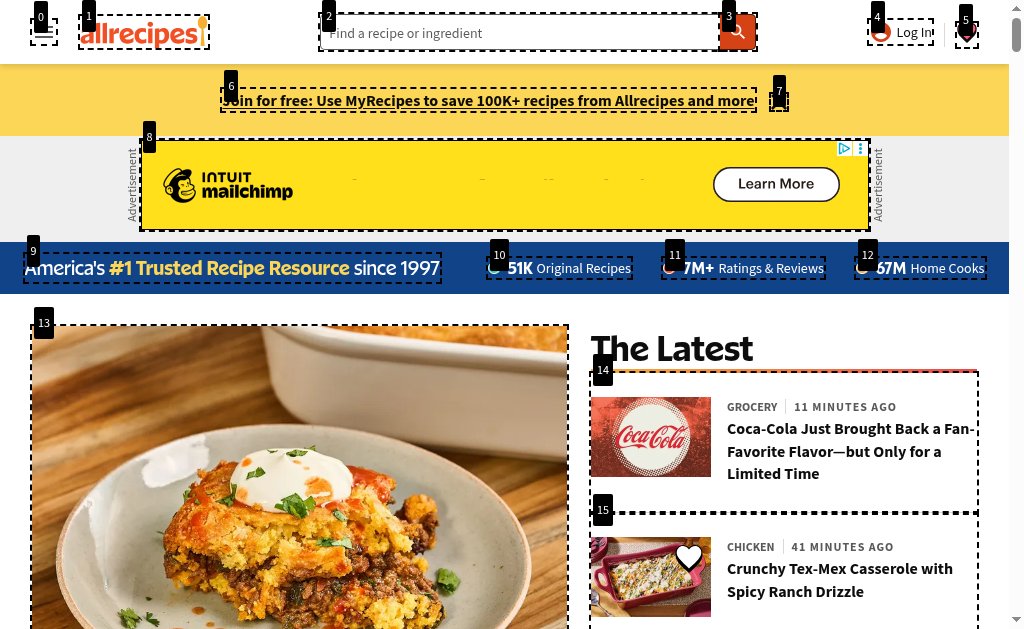 0
1
2
3
4
5
allrecipes
Find a recipe or ingredient
Log In
6
7
Join for free: Use MyRecipes to save 100K+ recipes from Allrecipes and more
8
Advertisement
INTUIT
mailchimp
Learn More
Advertisement
9
10
11
12
America's #1 Trusted Recipe Resource since 1997
51K Original Recipes
7M+ Ratings & Reviews
67M Home Cooks
13
The Latest
14
GROCERY
11 MINUTES AGO
Coca-Cola Just Brought Back a Fan-
Favorite Flavor—but Only for a
Limited Time
Coca-Cola
15
CHICKEN
41 MINUTES AGO
Crunchy Tex-Mex Casserole with
Spicy Ranch Drizzle